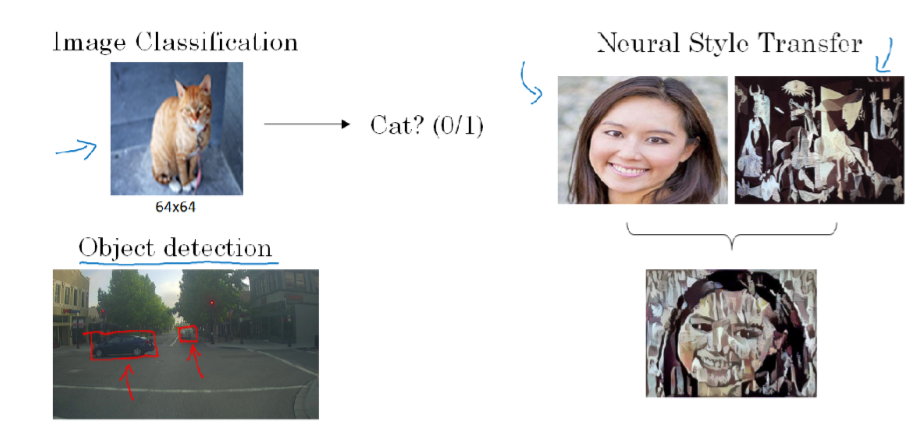 Image Classification
Cat? (0/1)
64x64
Object detection
Neural Style Transfer